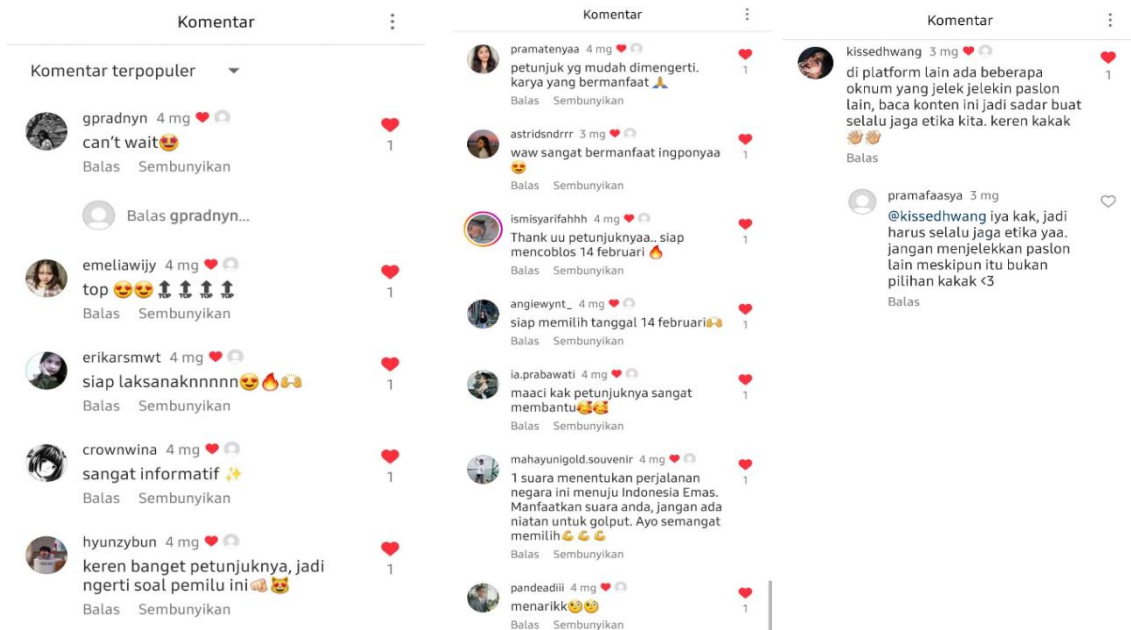 Komentar
Komentar terpopuler
gpradnyn 4 mg ❤️
can't wait😍
1
Balas Sembunyikan
Balas gpradnyn...
emeliawijy 4 mg ❤️
top 😍😍🔝🔝🔝🔝
1
Balas Sembunyikan
erikarsmwt 4 mg ❤️
siap laksanaknnnnn😍🔥🙌🏼
1
Balas Sembunyikan
crownwina 4 mg ❤️
sangat informatif ✨
1
Balas Sembunyikan
hyunzybun 4 mg ❤️
keren banget petunjuknya, jadi
ngerti soal pemilu ini👊🏻😻
1
Balas Sembunyikan
Komentar
pramatenyaa 4 mg ❤️
petunjuk yg mudah dimengerti.
karya yang bermanfaat 🙏
1
Balas Sembunyikan
astridsndrrr 3 mg ❤️
waw sangat bermanfaat ingponyaa
😍
1
Balas Sembunyikan
ismisyarifahhh 4 mg ❤️
Thank uu petunjuknyaa.. siap
mencoblos 14 februari 🔥
1
Balas Sembunyikan
angiewynt_ 4 mg ❤️
siap memilih tanggal 14 februari🙌🏼
1
Balas Sembunyikan
ia.prabawati 4 mg ❤️
maaci kak petunjuknya sangat
membantu🥰🥰
1
Balas Sembunyikan
mahayunigold.souvenir 4 mg ❤️
1 suara menentukan perjalanan
negara ini menuju Indonesia Emas.
Manfaatkan suara anda, jangan ada
niatan untuk golput. Ayo semangat
memilih💪💪💪
1
Balas Sembunyikan
pandeadiii 4 mg ❤️
menarikk🧐🧐
1
Balas Sembunyikan
Komentar
kissedhwang 3 mg ❤️
di platform lain ada beberapa
oknum yang jelek jelekin paslon
lain, baca konten ini jadi sadar buat
selalu jaga etika kita. keren kakak
👏🏼👏🏼
1
Balas
pramafaasya 3 mg
@kissedhwang iya kak, jadi
harus selalu jaga etika yaa.
jangan menjelekkan paslon
lain meskipun itu bukan
pilihan kakak <3
Balas